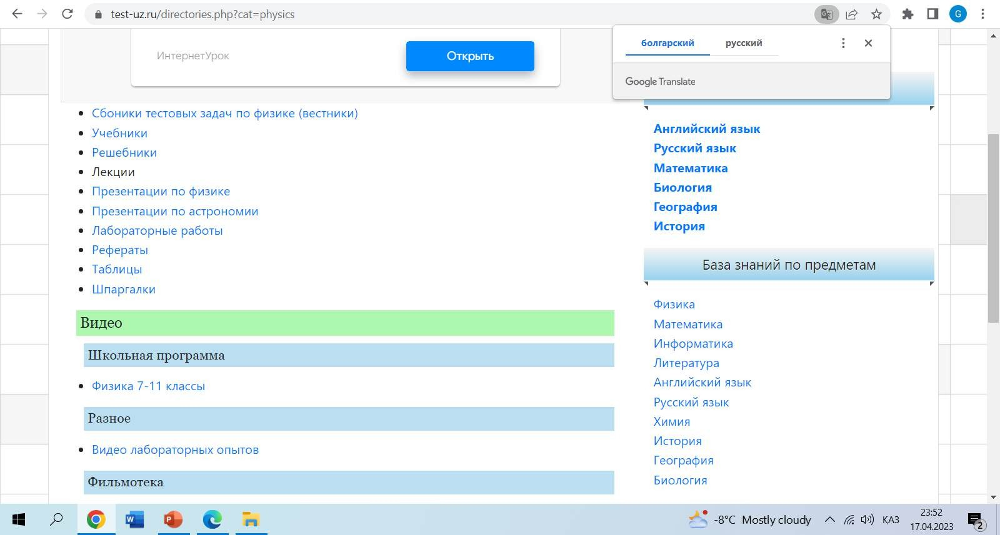 test-uz.ru/directories.php?cat=physics
G
болгарский русский
Google Translate
ИнтернетУрок
Открыть
Сбоники тестовых задач по физике (вестники)
Учебники
Решебники
Лекции
Презентации по физике
Презентации по астрономии
Лабораторные работы
Рефераты
Таблицы
Шпаргалки
Видео
Школьная программа
Физика 7-11 классы
Разное
Видео лабораторных опытов
Фильмотека
Английский язык
Русский язык
Математика
Биология
География
История
База знаний по предметам
Физика
Математика
Информатика
Литература
Английский язык
Русский язык
Химия
История
География
Биология
-8°C Mostly cloudy
ҚАЗ
23:52
17.04.2023
2